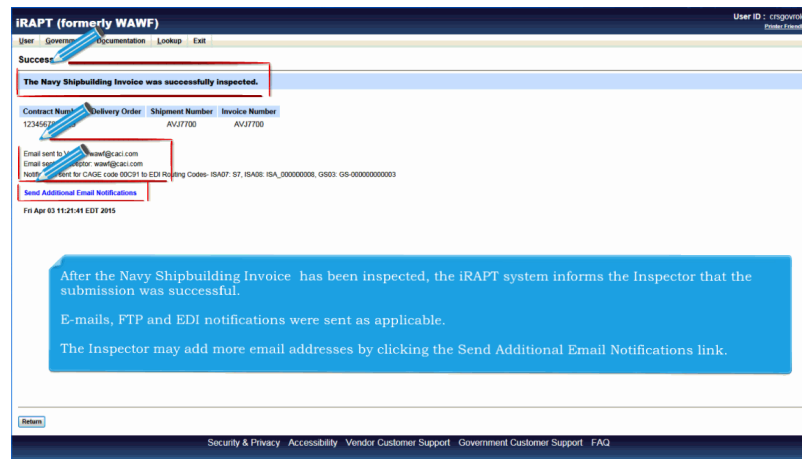 iRAPT (formerly WAWF)
User ID : crsgovrol
Printer Friend
User Documentation Lookup Exit
Success
The Navy Shipbuilding Invoice was successfully inspected.
Contract Delivery Order Shipment Number Invoice Number
AVJ7700 AVJ7700
Email sent to wawf@caci.com
Email wawf@caci.com
sent for CAGE code 00C91 to EDI Routing Codes- ISA07: S7, ISA08: ISA_000000008, GS03: GS-000000000003
Send Additional Email Notifications
Fri Apr 03 11:21:41 EDT 2015
After the Navy Shipbuilding Invoice has been inspected, the iRAPT system informs the Inspector that the
submission was successful.
E-mails, FTP and EDI notifications were sent as applicable.
The Inspector may add more email addresses by clicking the Send Additional Email Notifications link.
Return
Security & Privacy Accessibility Vendor Customer Support Government Customer Support FAQ